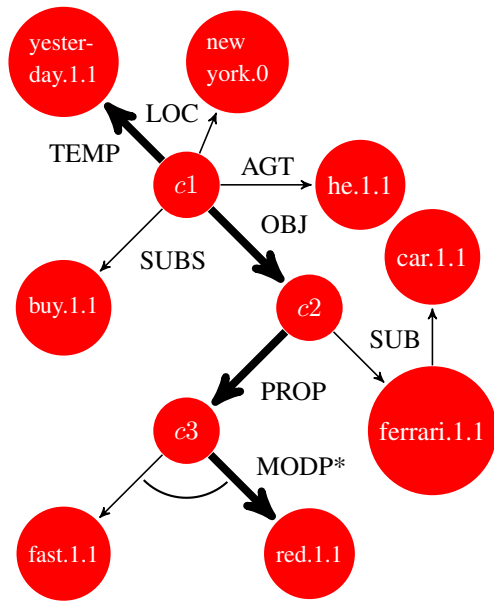 yester-
day.1.1
new
york.0
LOC
TEMP
c1
AGT
he.1.1
OBJ
car.1.1
SUBS
buy.1.1
c2
SUB
PROP
c3
ferrari.1.1
MODP*
fast.1.1
red.1.1